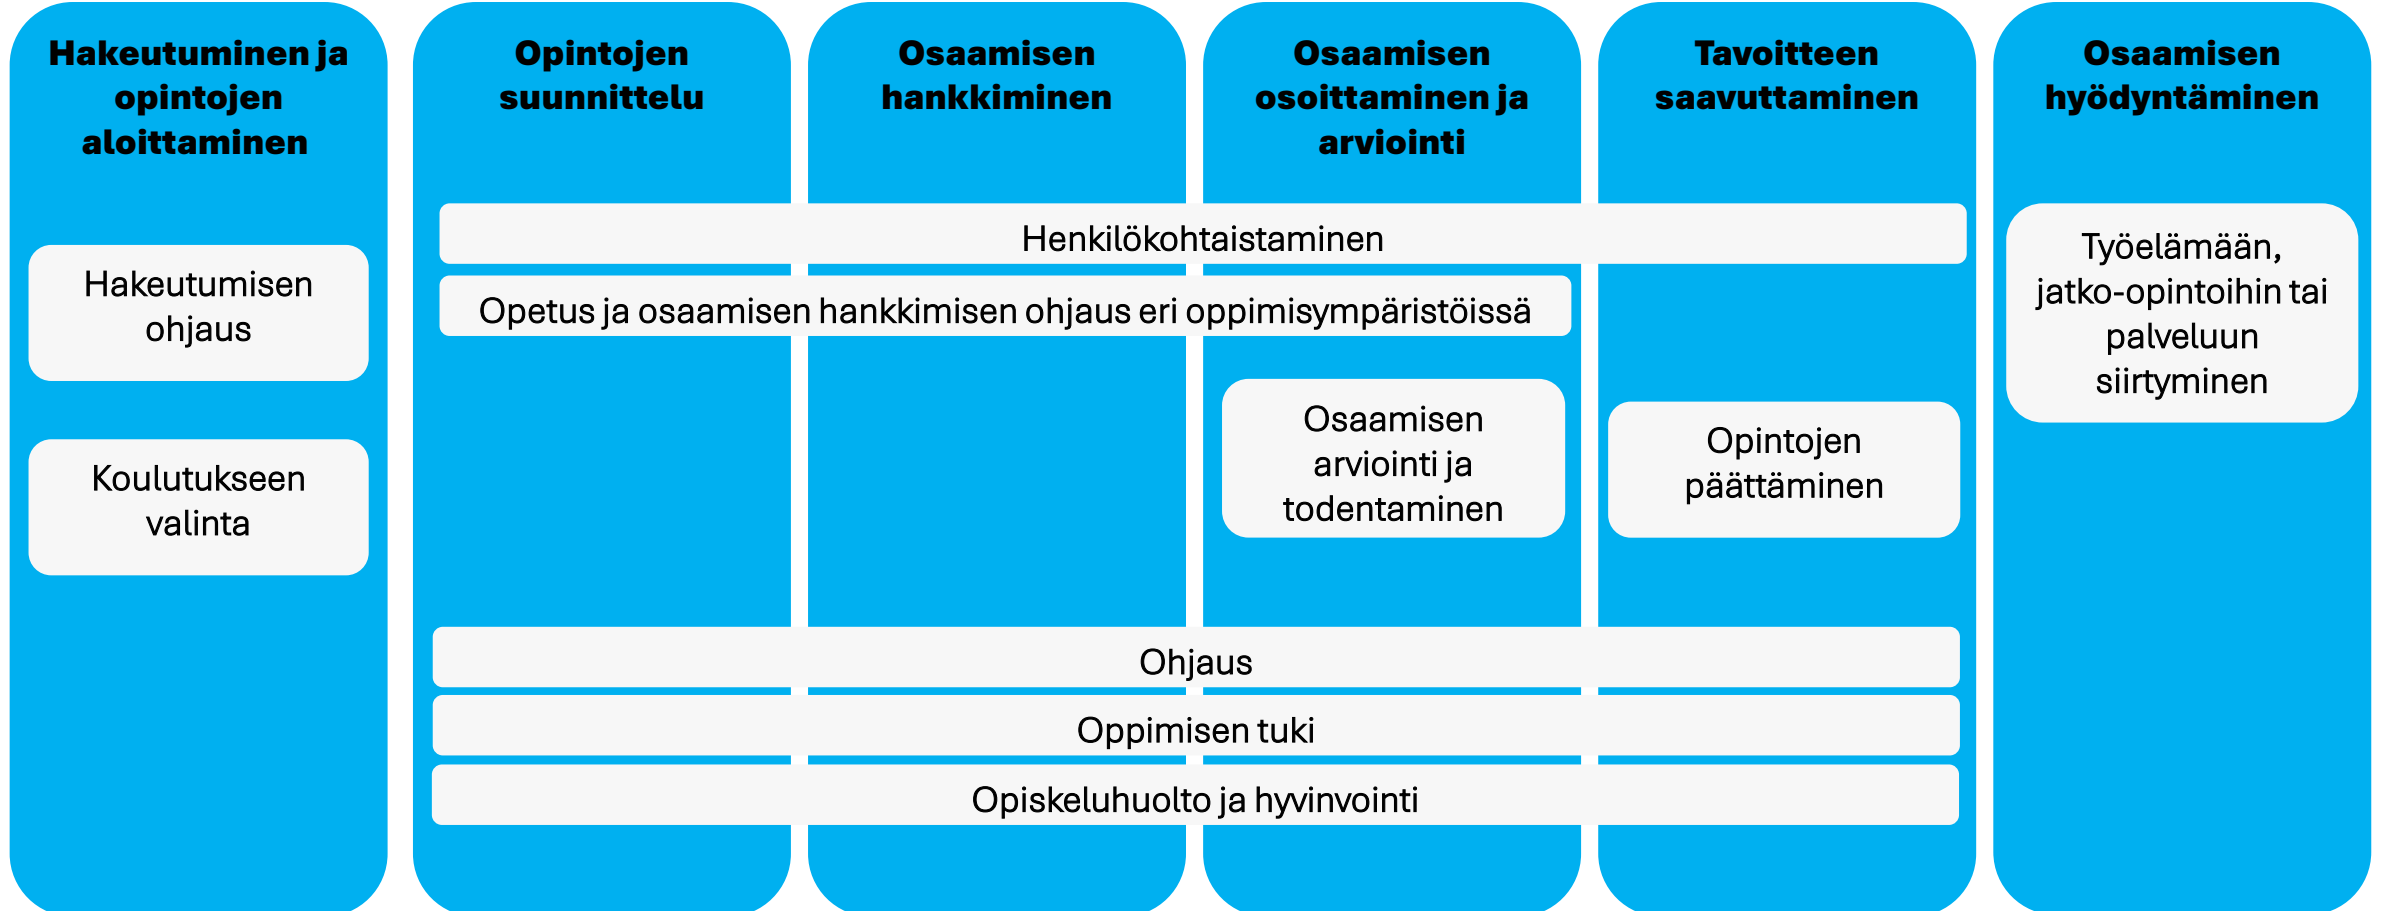 Hakeutuminen ja
opintojen
aloittaminen
Opintojen
suunnittelu
Osaamisen
hankkiminen
Osaamisen
osoittaminen ja
arviointi
Tavoitteen
saavuttaminen
Osaamisen
hyödyntäminen
Hakeutumisen
ohjaus
Koulutukseen
valinta
Henkilökohtaistaminen
Opetus ja osaamisen hankkimisen ohjaus eri oppimisympäristöissä
Osaamisen
arviointi ja
todentaminen
Opintojen
päättäminen
Työelämään,
jatko-opintoihin tai
palveluun
siirtyminen
Ohjaus
Oppimisen tuki
Opiskeluhuolto ja hyvinvointi